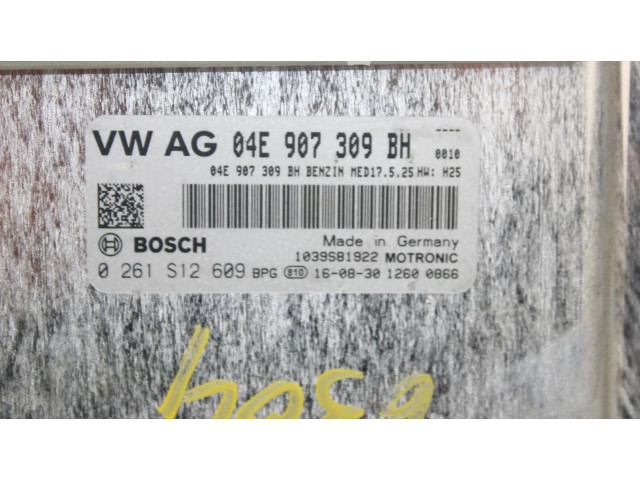 VW AG 04E 907 309 BH ----
0010
04E 907 309 BH BENZIN MED17.5.25 HW: H25
BOSCH Made in Germany
1039S81922 MOTRONIC
0 261 S12 609 BPG 810 16-08-30 1260 0866